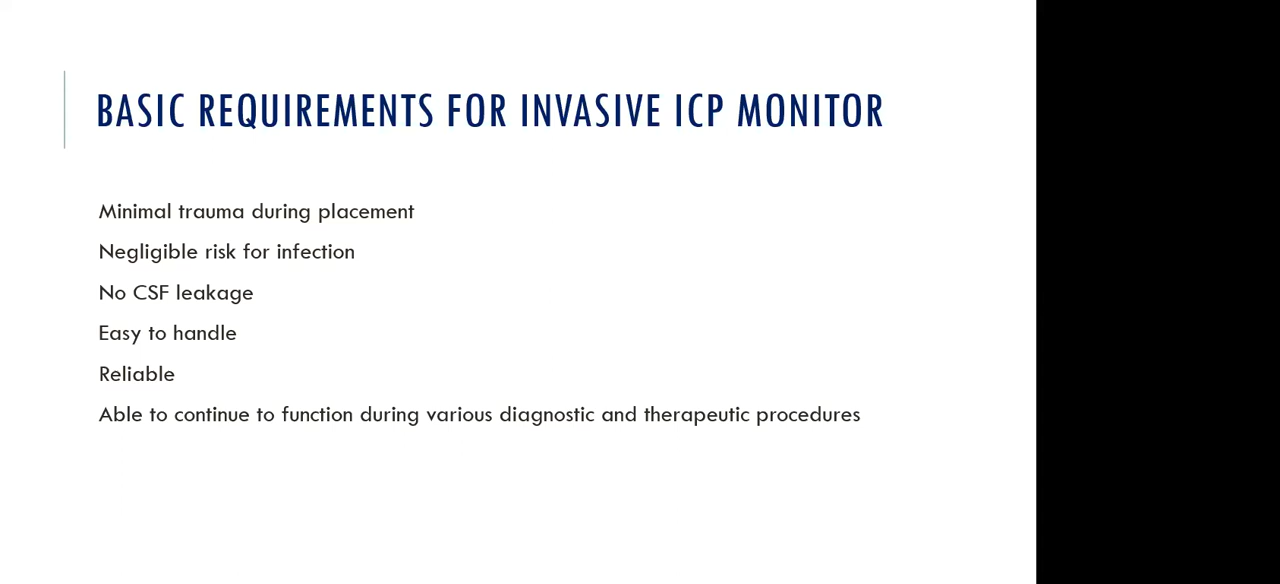 BASIC REQUIREMENTS FOR INVASIVE ICP MONITOR
Minimal trauma during placement
Negligible risk for infection
No CSF leakage
Easy to handle
Reliable
Able to continue to function during various diagnostic and therapeutic procedures